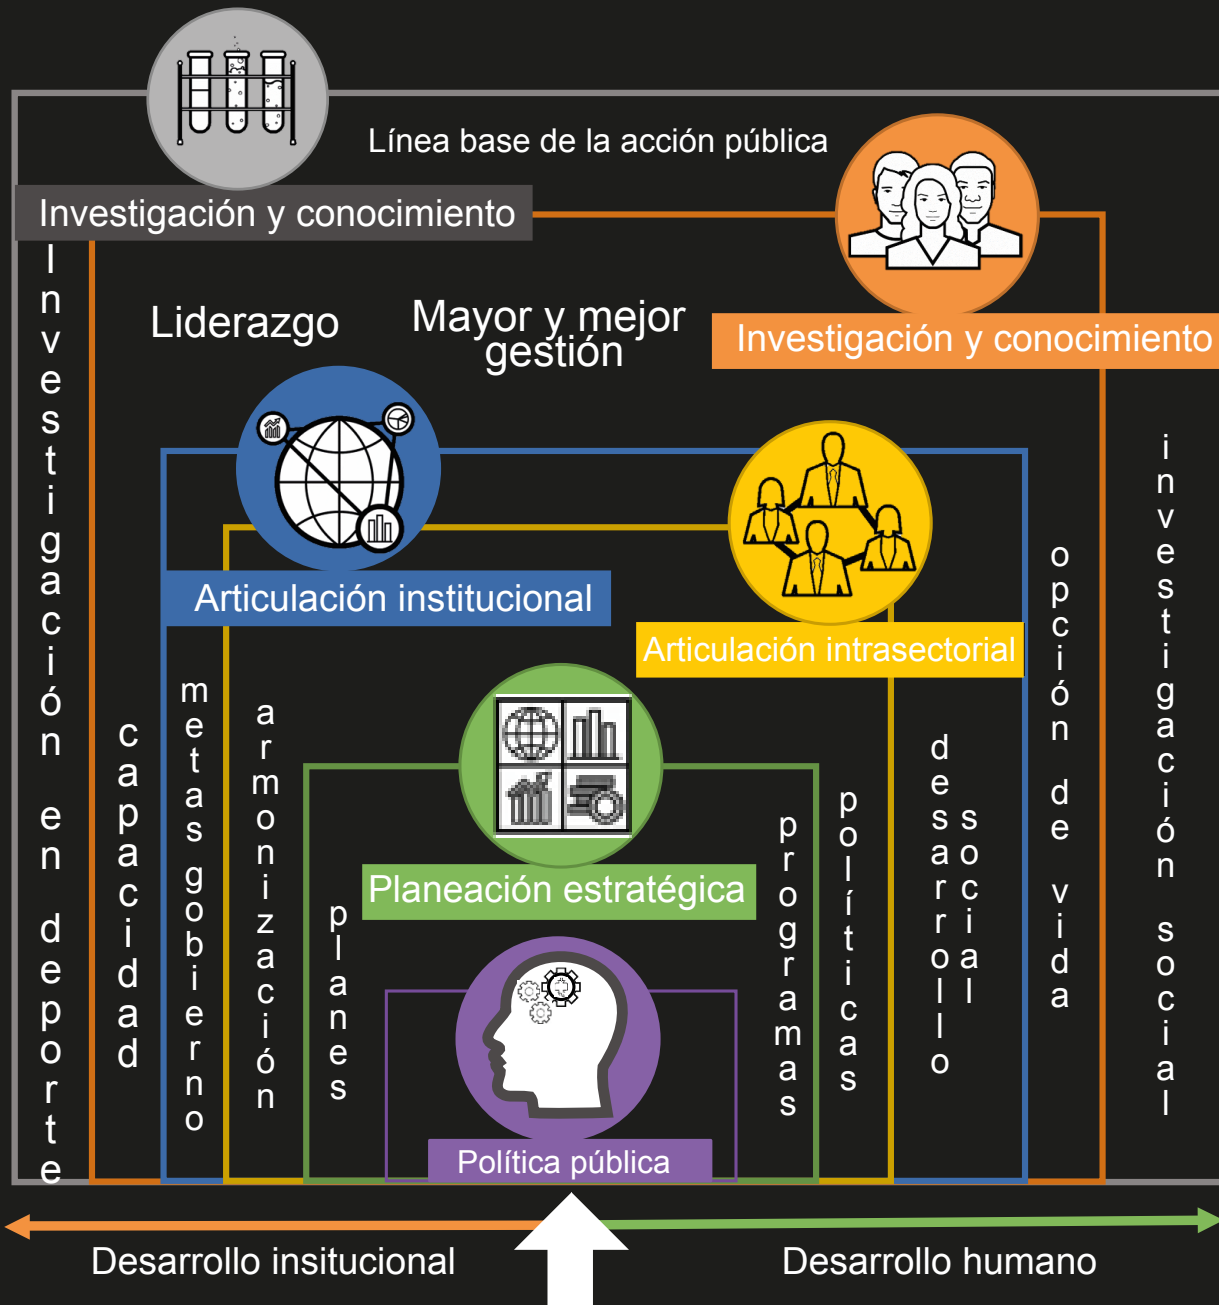 Línea base de la acción pública
Investigación y conocimiento
Investigación y conocimiento
Liderazgo
Mayor y mejor
gestión
Articulación institucional
Articulación intrasectorial
Planeación estratégica
Política pública
Investigación en deporte
capacidad
metas gobierno
armonización
planes
programas
políticas
desarrollo
social
opción de vida
investigación social
Desarrollo insitucional
Desarrollo humano